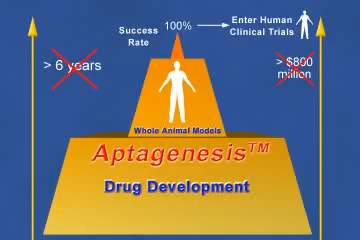 Success
Rate
100%
Enter Human
Clinical Trials
> 6 years
> $800
million
Whole Animal Models
Aptagenesis™
Drug Development